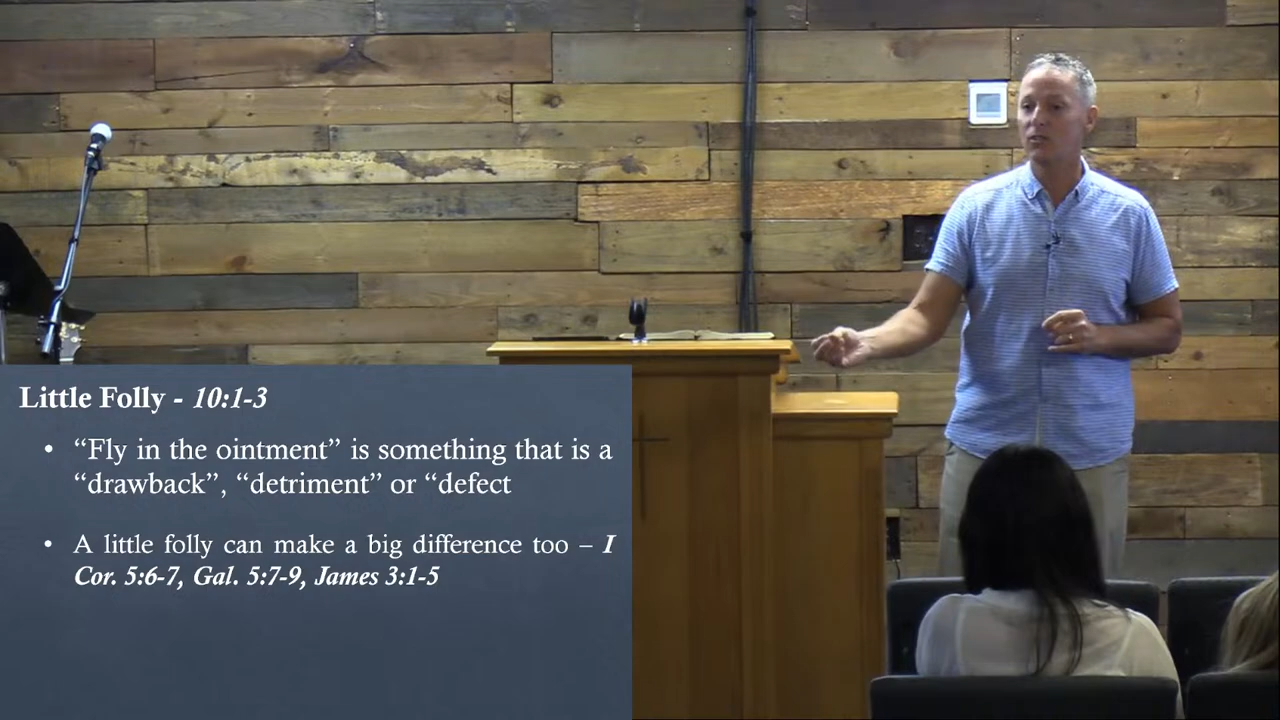 Little Folly - 10:1-3
• “Fly in the ointment” is something that is a
“drawback”, “detriment” or “defect
• A little folly can make a big difference too – I
Cor. 5:6-7, Gal. 5:7-9, James 3:1-5